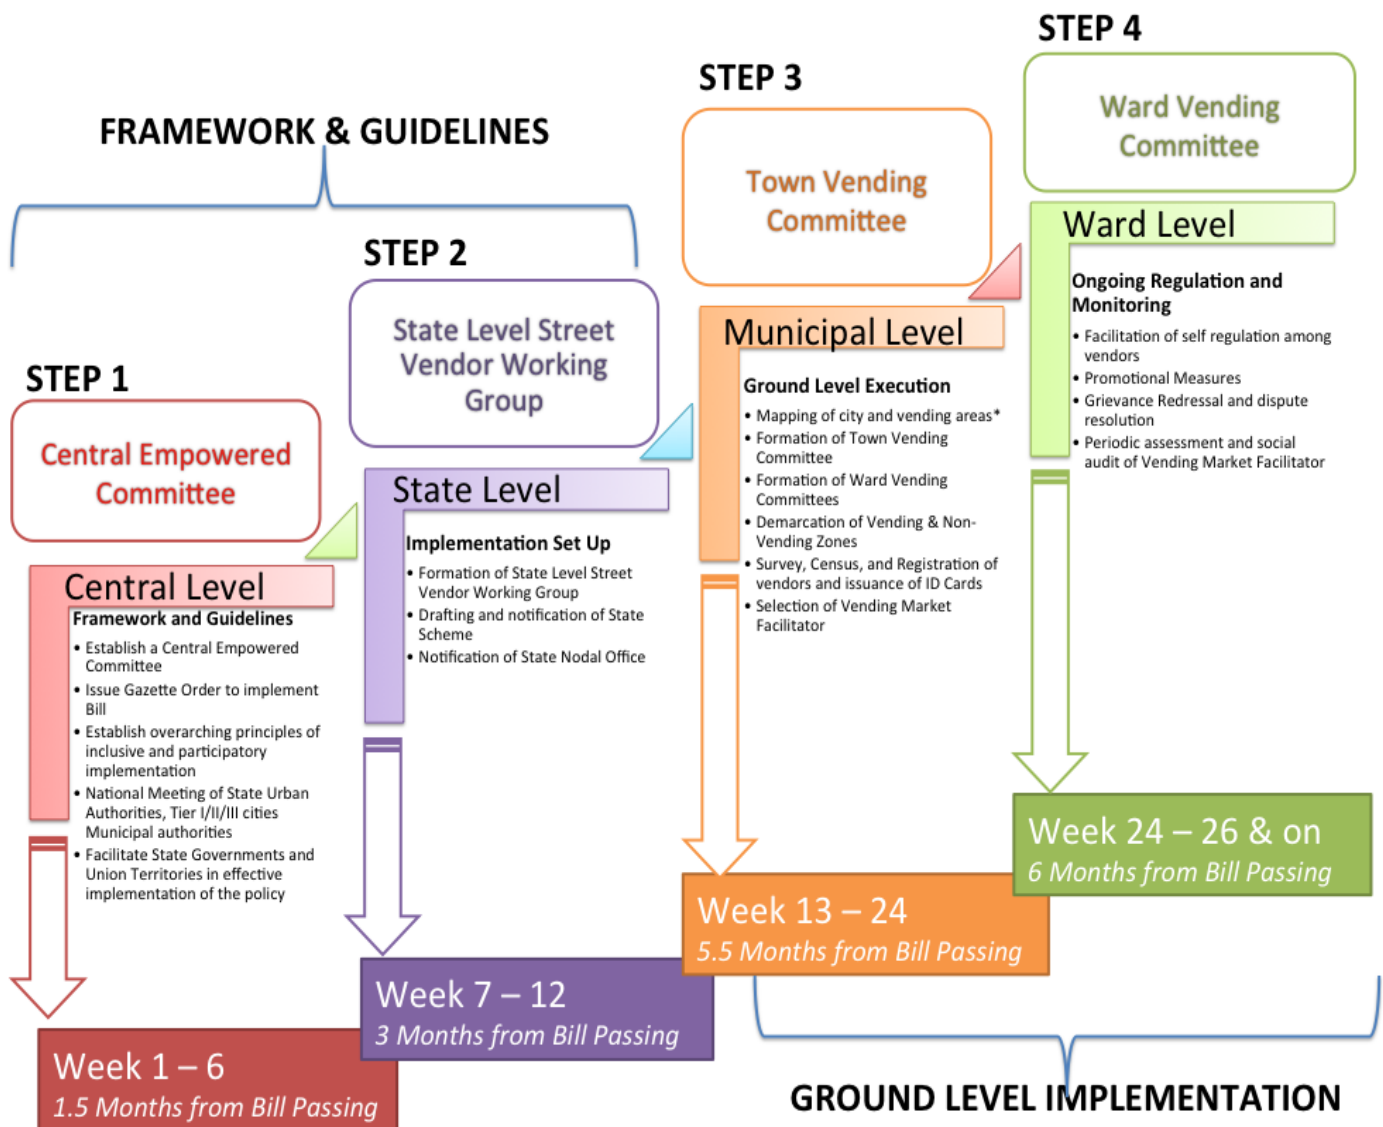 FRAMEWORK & GUIDELINES
STEP 1
Central Empowered
Committee
Central Level
Framework and Guidelines
• Establish a Central Empowered
Committee
• Issue Gazette Order to implement
Bill
• Establish overarching principles of
inclusive and participatory
implementation
• National Meeting of State Urban
Authorities, Tier I/II/III cities
Municipal authorities
• Facilitate State Governments and
Union Territories in effective
implementation of the policy
Week 1 – 6
1.5 Months from Bill Passing
STEP 2
State Level Street
Vendor Working
Group
State Level
Implementation Set Up
• Formation of State Level Street
Vendor Working Group
• Drafting and notification of State
Scheme
• Notification of State Nodal Office
Week 7 – 12
3 Months from Bill Passing
STEP 3
Town Vending
Committee
Municipal Level
Ground Level Execution
• Mapping of city and vending areas*
• Formation of Town Vending
Committee
• Formation of Ward Vending
Committees
• Demarcation of Vending & Non-
Vending Zones
• Survey, Census, and Registration of
vendors and issuance of ID Cards
• Selection of Vending Market
Facilitator
Week 13 – 24
5.5 Months from Bill Passing
STEP 4
Ward Vending
Committee
Ward Level
Ongoing Regulation and
Monitoring
• Facilitation of self regulation among
vendors
• Promotional Measures
• Grievance Redressal and dispute
resolution
• Periodic assessment and social
audit of Vending Market Facilitator
Week 24 – 26 & on
6 Months from Bill Passing
GROUND LEVEL IMPLEMENTATION